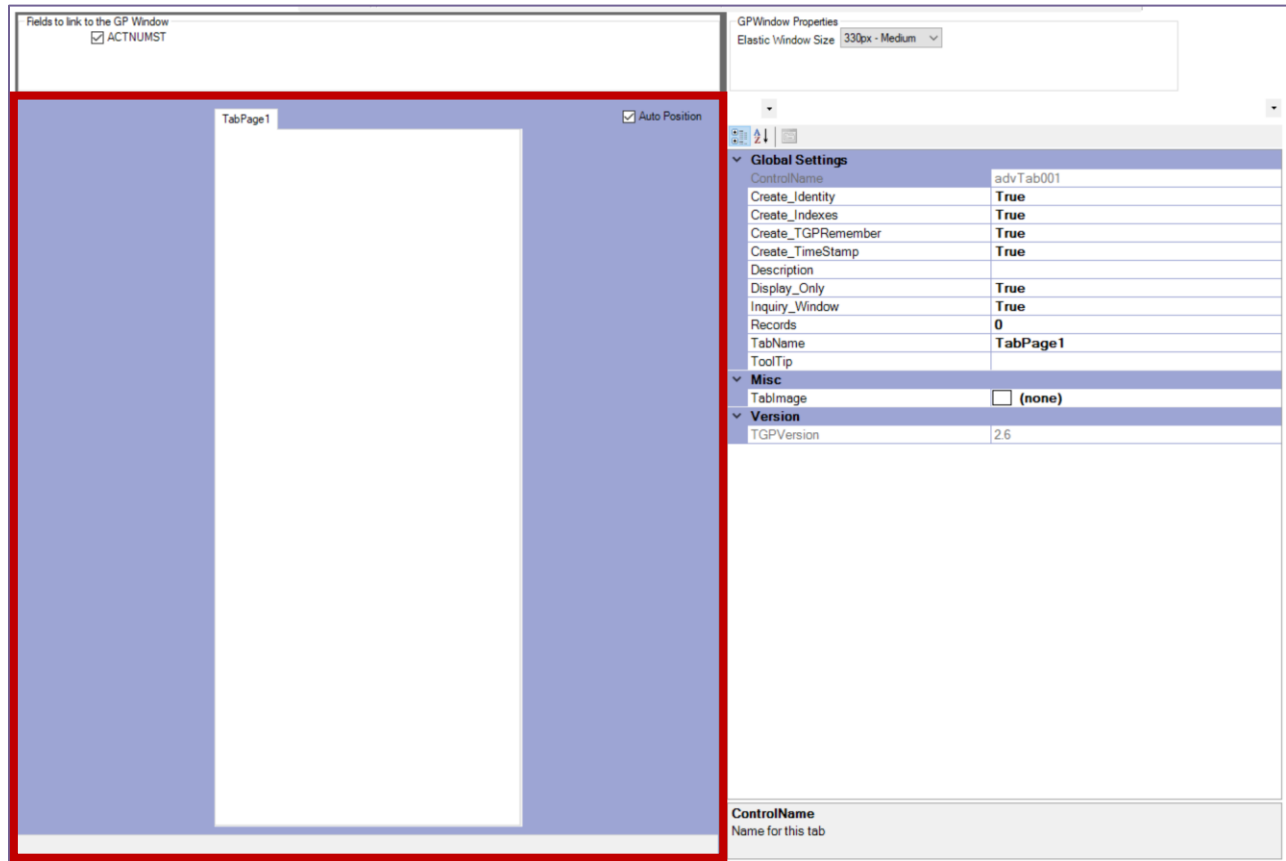 Fields to link to the GP Window
ACTNUMST
GPWindow Properties
Elastic Window Size 330px - Medium
TabPage1
Auto Position
Global Settings
ControlName advTab001
Create_Identity True
Create_Indexes True
Create_TGPRemember True
Create_TimeStamp True
Description
Display_Only True
Inquiry_Window True
Records 0
TabName TabPage1
ToolTip
Misc
TabImage (none)
Version
TGPVersion 2.6
ControlName
Name for this tab